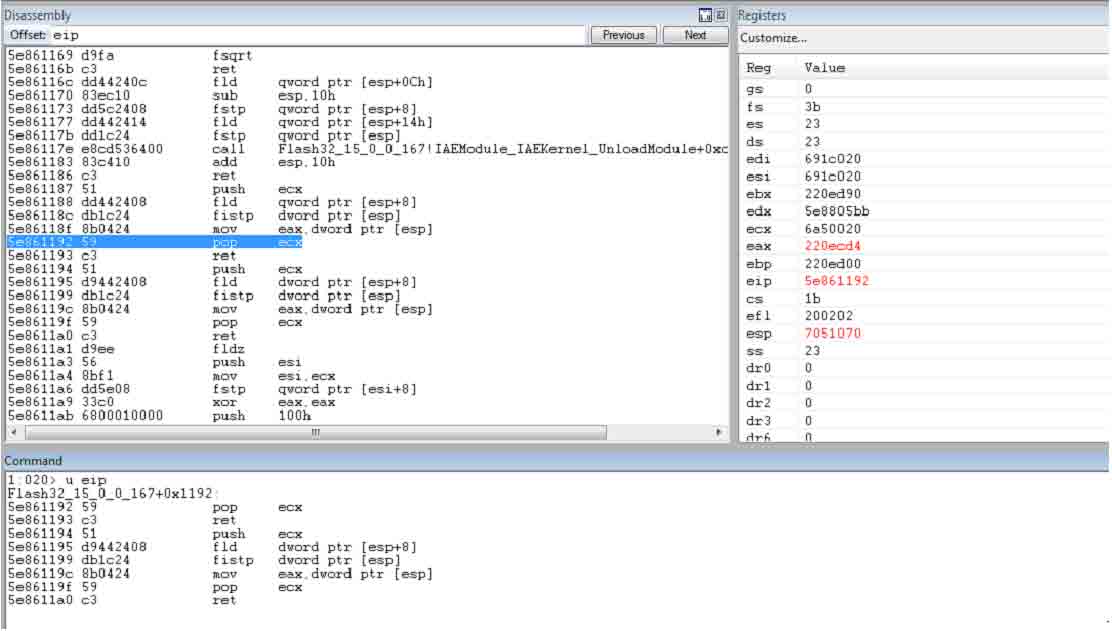 Disassembly
Offset: eip
Previous
Next
5e861169 d9fa fsqrt
5e86116b c3 ret
5e86116c dd44240c fld qword ptr [esp+0Ch]
5e861170 83ec10 sub esp,10h
5e861173 dd5c2408 fstp qword ptr [esp+8]
5e861177 dd442414 fld qword ptr [esp+14h]
5e86117b dd1c24 fstp qword ptr [esp]
5e86117e e8cd536400 call Flash32_15_0_0_167!IAEModule_IAEKernel_UnloadModule+0xc
5e861183 83c410 add esp,10h
5e861186 c3 ret
5e861187 51 push ecx
5e861188 dd442408 fld qword ptr [esp+8]
5e86118c db1c24 fistp dword ptr [esp]
5e86118f 8b0424 mov eax,dword ptr [esp]
5e861192 59 pop ecx
5e861193 c3 ret
5e861194 51 push ecx
5e861195 d9442408 fld dword ptr [esp+8]
5e861199 db1c24 fistp dword ptr [esp]
5e86119c 8b0424 mov eax,dword ptr [esp]
5e86119f 59 pop ecx
5e8611a0 c3 ret
5e8611a1 d9ee fldz
5e8611a3 56 push esi
5e8611a4 8bf1 mov esi,ecx
5e8611a6 dd5e08 fstp qword ptr [esi+8]
5e8611a9 33c0 xor eax,eax
5e8611ab 6800010000 push 100h
Registers
Customize...
Reg Value
gs 0
fs 3b
es 23
ds 23
edi 691c020
esi 691c020
ebx 220ed90
edx 5e8805bb
ecx 6a50020
eax 220ecd4
ebp 220ed00
eip 5e861192
cs 1b
efl 200202
esp 7051070
ss 23
dr0 0
dr1 0
dr2 0
dr3 0
dr6 0
Command
1:020> u eip
Flash32_15_0_0_167+0x1192:
5e861192 59 pop ecx
5e861193 c3 ret
5e861194 51 push ecx
5e861195 d9442408 fld dword ptr [esp+8]
5e861199 db1c24 fistp dword ptr [esp]
5e86119c 8b0424 mov eax,dword ptr [esp]
5e86119f 59 pop ecx
5e8611a0 c3 ret